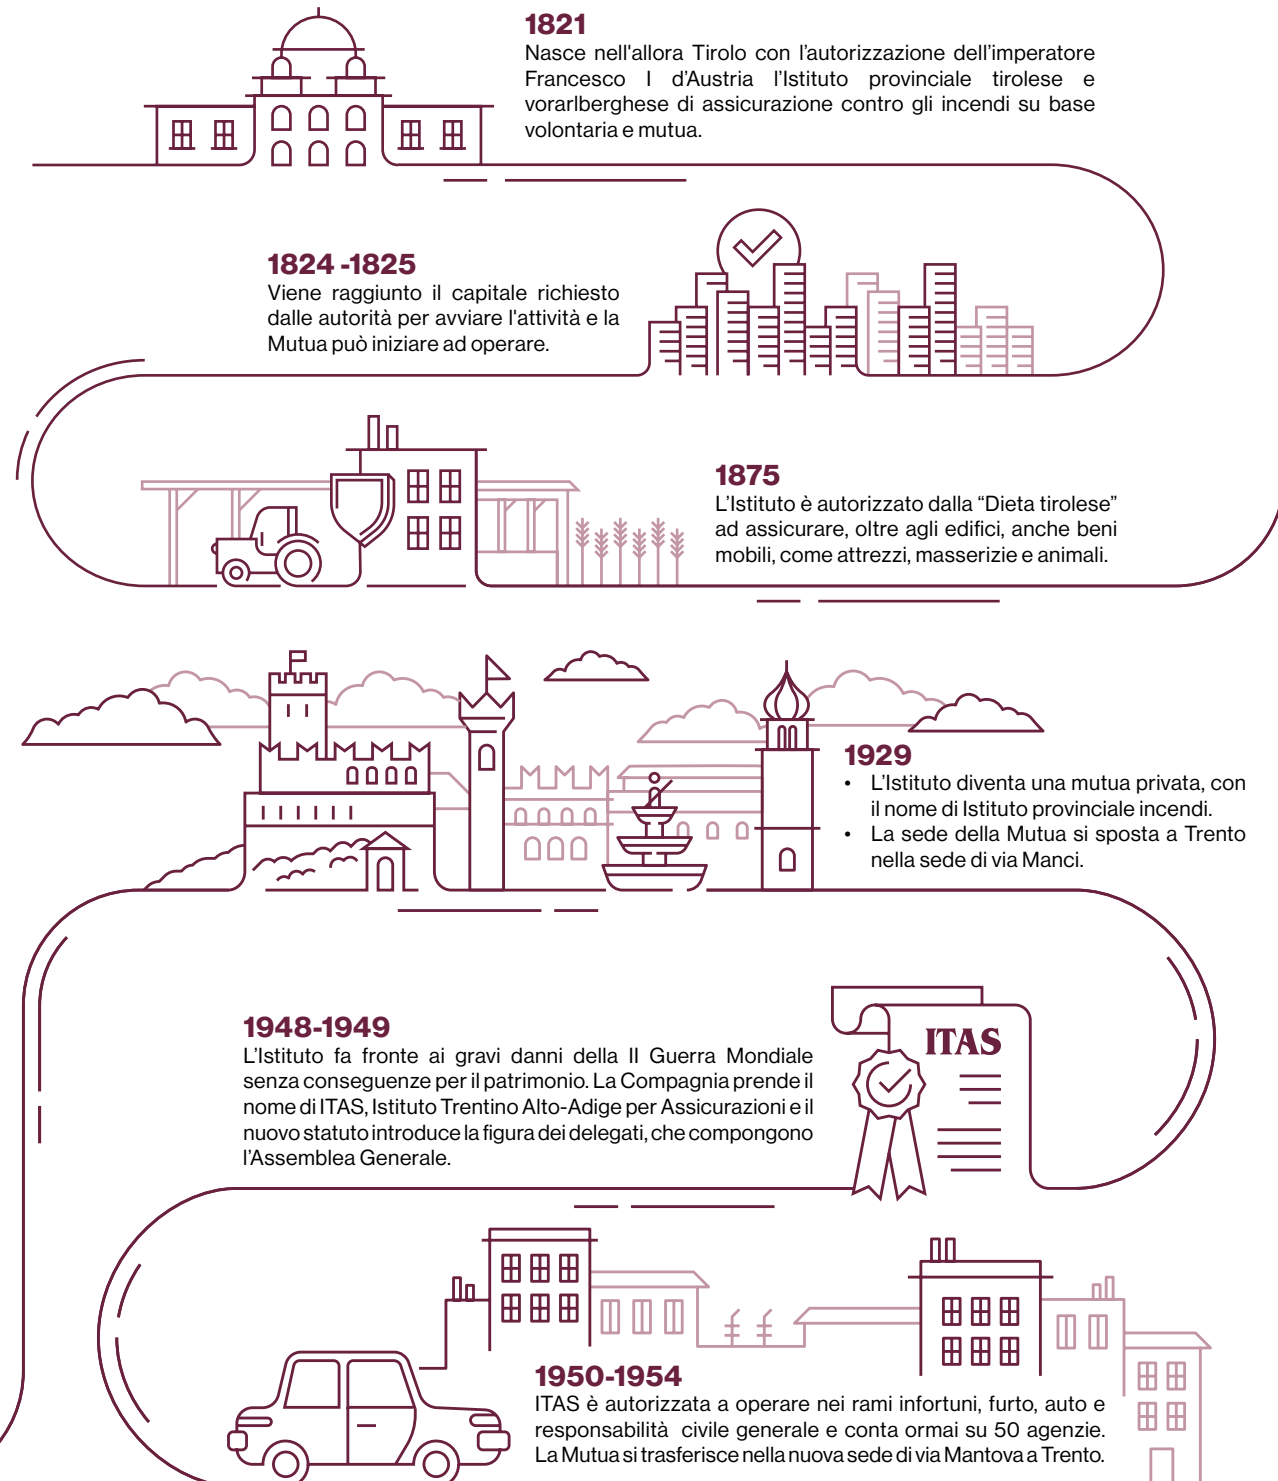 1821
Nasce nell'allora Tirolo con l’autorizzazione dell’imperatore
Francesco I d’Austria l’Istituto provinciale tirolese e
vorarlberghese di assicurazione contro gli incendi su base
volontaria e mutua.
1824 -1825
Viene raggiunto il capitale richiesto
dalle autorità per avviare l'attività e la
Mutua può iniziare ad operare.
1875
L’Istituto è autorizzato dalla “Dieta tirolese”
ad assicurare, oltre agli edifici, anche beni
mobili, come attrezzi, masserizie e animali.
1929
• L’Istituto diventa una mutua privata, con
il nome di Istituto provinciale incendi.
• La sede della Mutua si sposta a Trento
nella sede di via Manci.
1948-1949
L’Istituto fa fronte ai gravi danni della II Guerra Mondiale
senza conseguenze per il patrimonio. La Compagnia prende il
nome di ITAS, Istituto Trentino Alto-Adige per Assicurazioni e il
nuovo statuto introduce la figura dei delegati, che compongono
l’Assemblea Generale.
ITAS
1950-1954
ITAS è autorizzata a operare nei rami infortuni, furto, auto e
responsabilità civile generale e conta ormai su 50 agenzie.
La Mutua si trasferisce nella nuova sede di via Mantova a Trento.